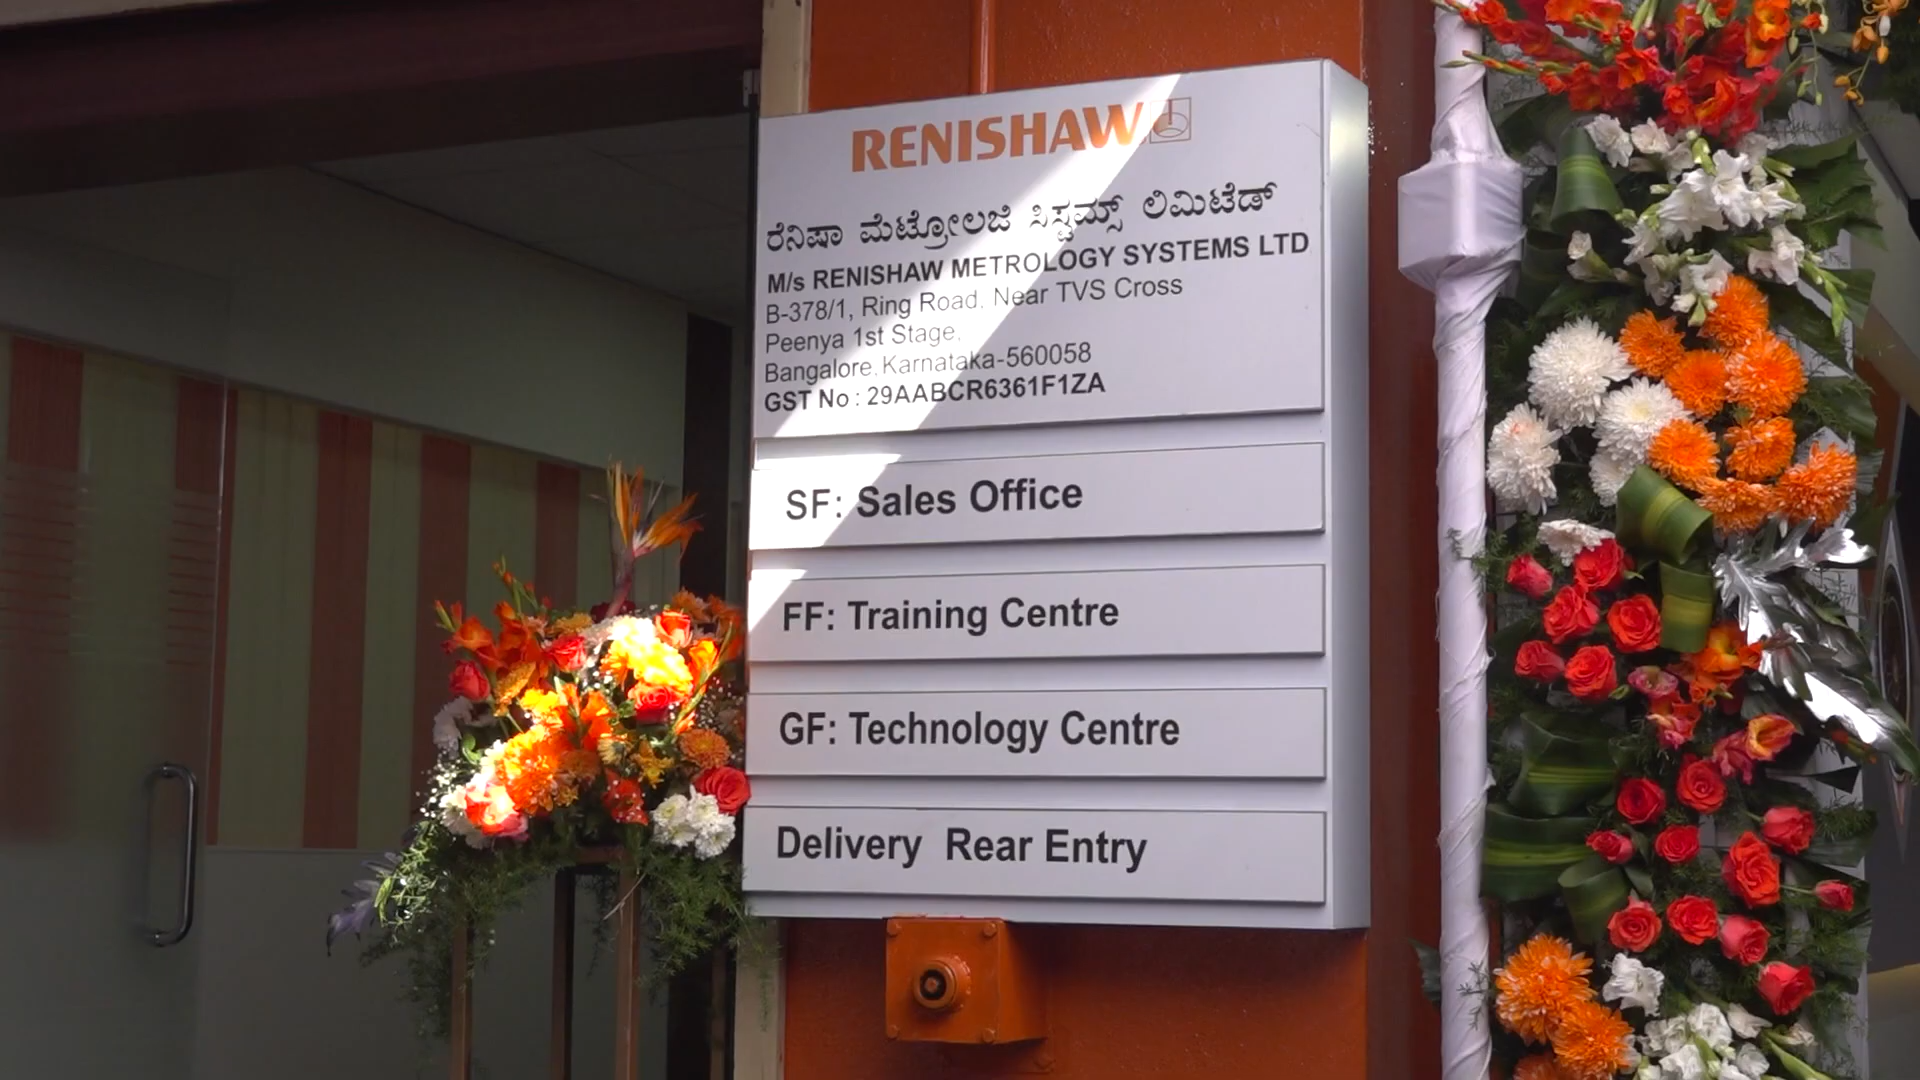 RENISHAW
ರೆನಿಷಾ ಮೆಟ್ರೋಲಜಿ ಸಿಸ್ಟಮ್ಸ್ ಲಿಮಿಟೆಡ್
M/s RENISHAW METROLOGY SYSTEMS LTD
B-378/1, Ring Road. Near TVS Cross
Peenya 1st Stage,
Bangalore. Karnataka-560058
GST No : 29AABCR6361F1ZA
SF: Sales Office
FF: Training Centre
GF: Technology Centre
Delivery Rear Entry